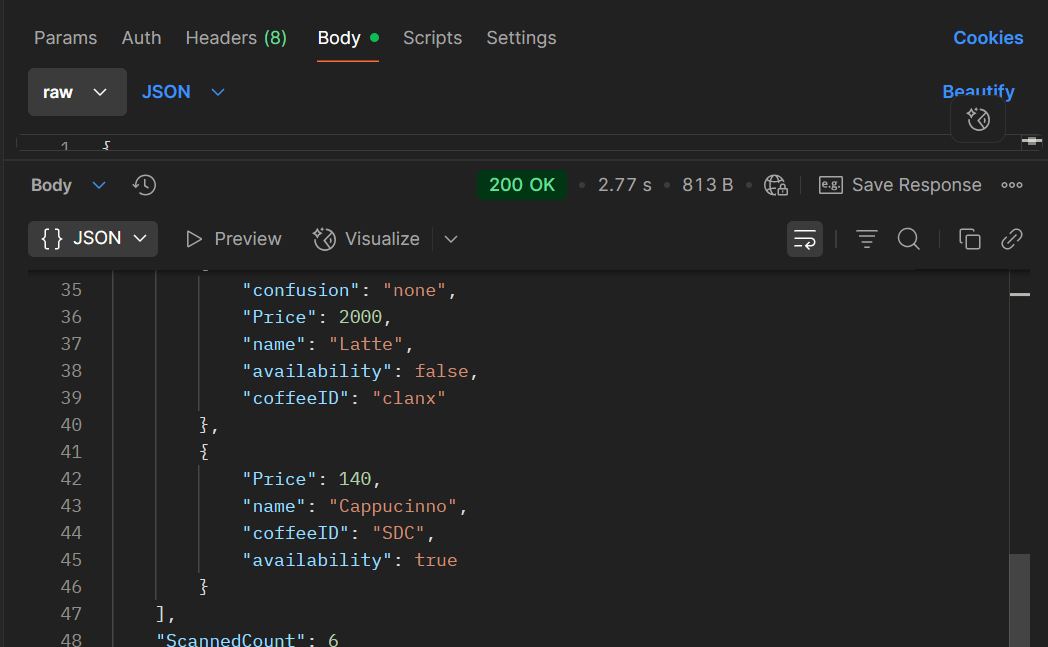 Params Auth Headers (8) Body Scripts Settings Cookies
raw JSON Beautify
1 {
Body 200 OK 2.77 s 813 B e.g. Save Response
{} JSON Preview Visualize
35 "confusion": "none",
36 "Price": 2000,
37 "name": "Latte",
38 "availability": false,
39 "coffeeID": "clanx"
40 },
41 {
42 "Price": 140,
43 "name": "Cappucinno",
44 "coffeeID": "SDC",
45 "availability": true
46 }
47 ],
48 "ScannedCount": 6